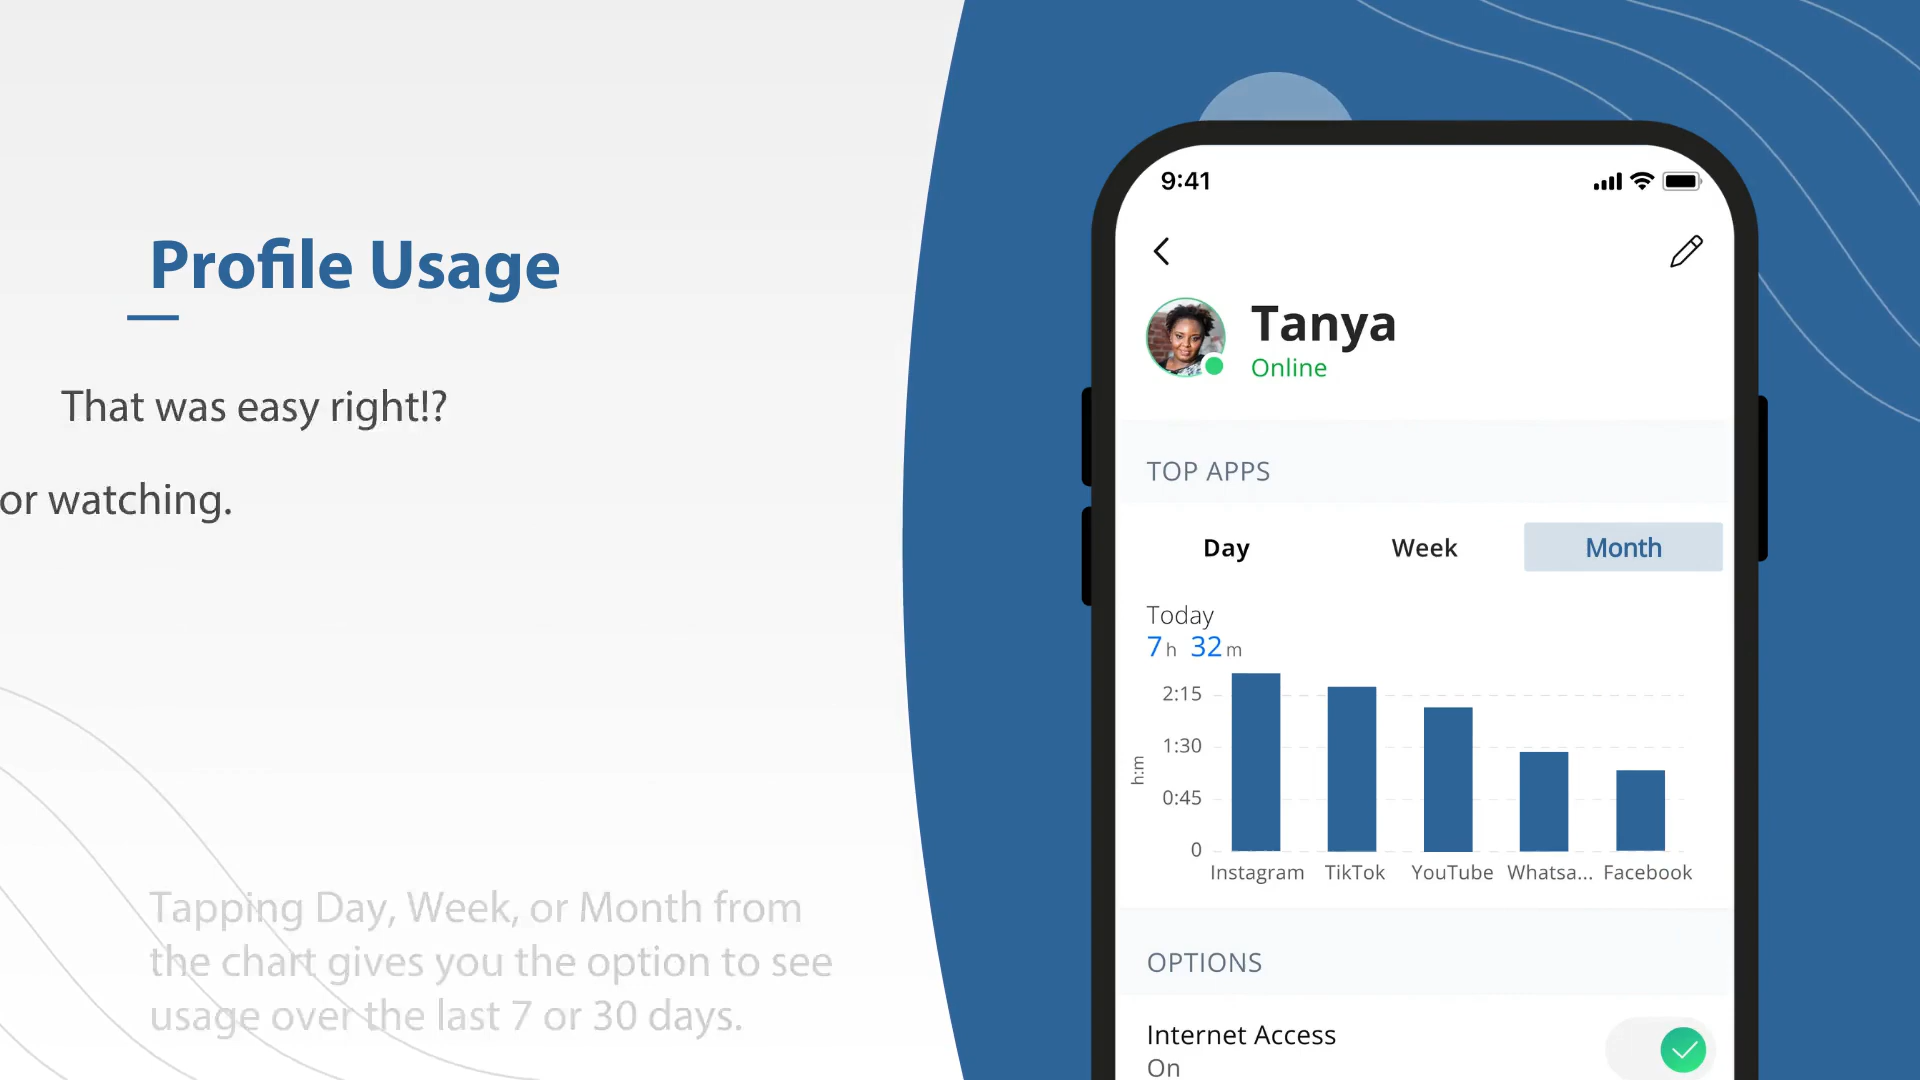 Profile Usage
That was easy right!?
or watching.
Tapping Day, Week, or Month from
the chart gives you the option to see
usage over the last 7 or 30 days.
9:41
Tanya
Online
TOP APPS
Day Week Month
Today
7 h 32 m
2:15
1:30
0:45
0
h:m
Instagram TikTok YouTube Whatsa... Facebook
OPTIONS
Internet Access
On